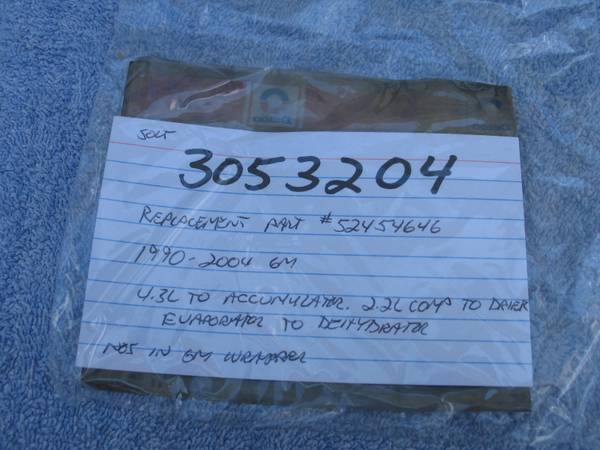 SOLT
3053204
REPLACEMENT PART #52454646
1990-2004 GM
4.3L TO ACCUMULATOR. 2.2L COMP TO DRIER
EVAPORATOR TO DEHYDRATOR
NOS IN GM WRAPPER